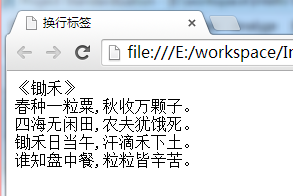 换行标签
file:///E:/workspace/In
《锄禾》
春种一粒粟,秋收万颗子。
四海无闲田,农夫犹饿死。
锄禾日当午,汗滴禾下土。
谁知盘中餐,粒粒皆辛苦。